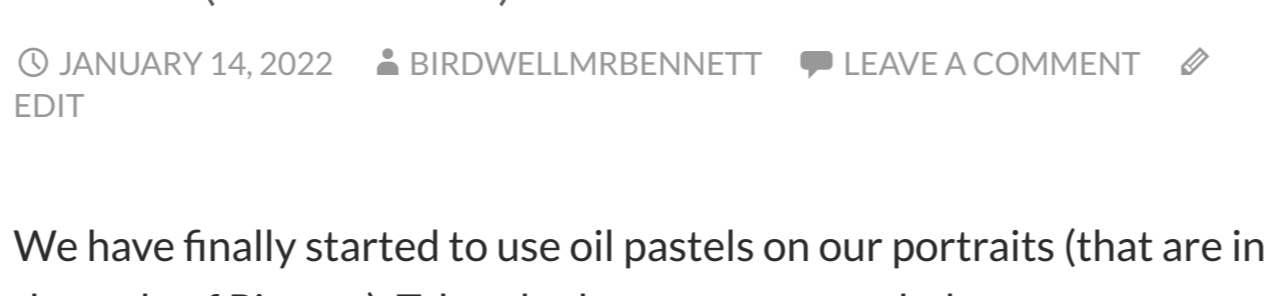 JANUARY 14, 2022 BIRDWELLMRBENNETT LEAVE A COMMENT
EDIT
We have finally started to use oil pastels on our portraits (that are in